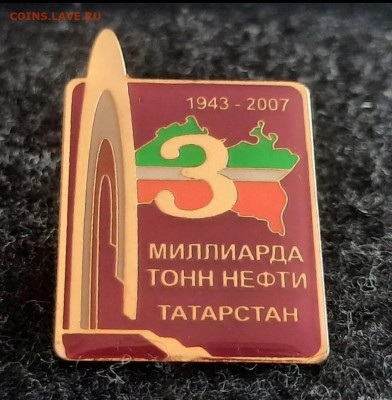 COINS.LAVE.RU
1943 - 2007
3
МИЛЛИАРДА
ТОНН НЕФТИ
ТАТАРСТАН